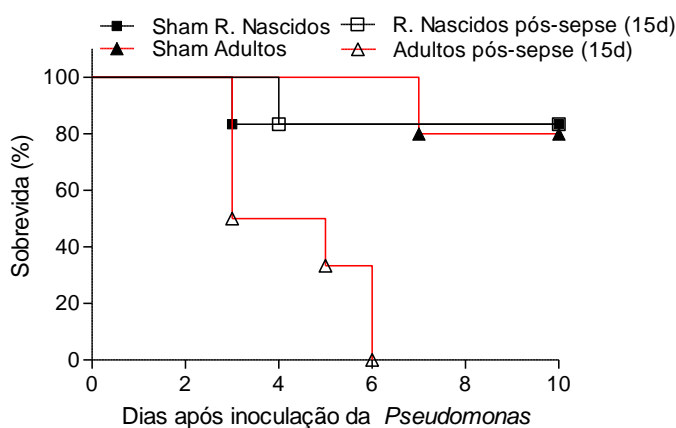 Sham R. Nascidos
R. Nascidos pós-sepse (15d)
Sham Adultos
Adultos pós-sepse (15d)
100
80
60
40
20
0
Sobrevida (%)
0 2 4 6 8 10
Dias após inoculação da Pseudomonas